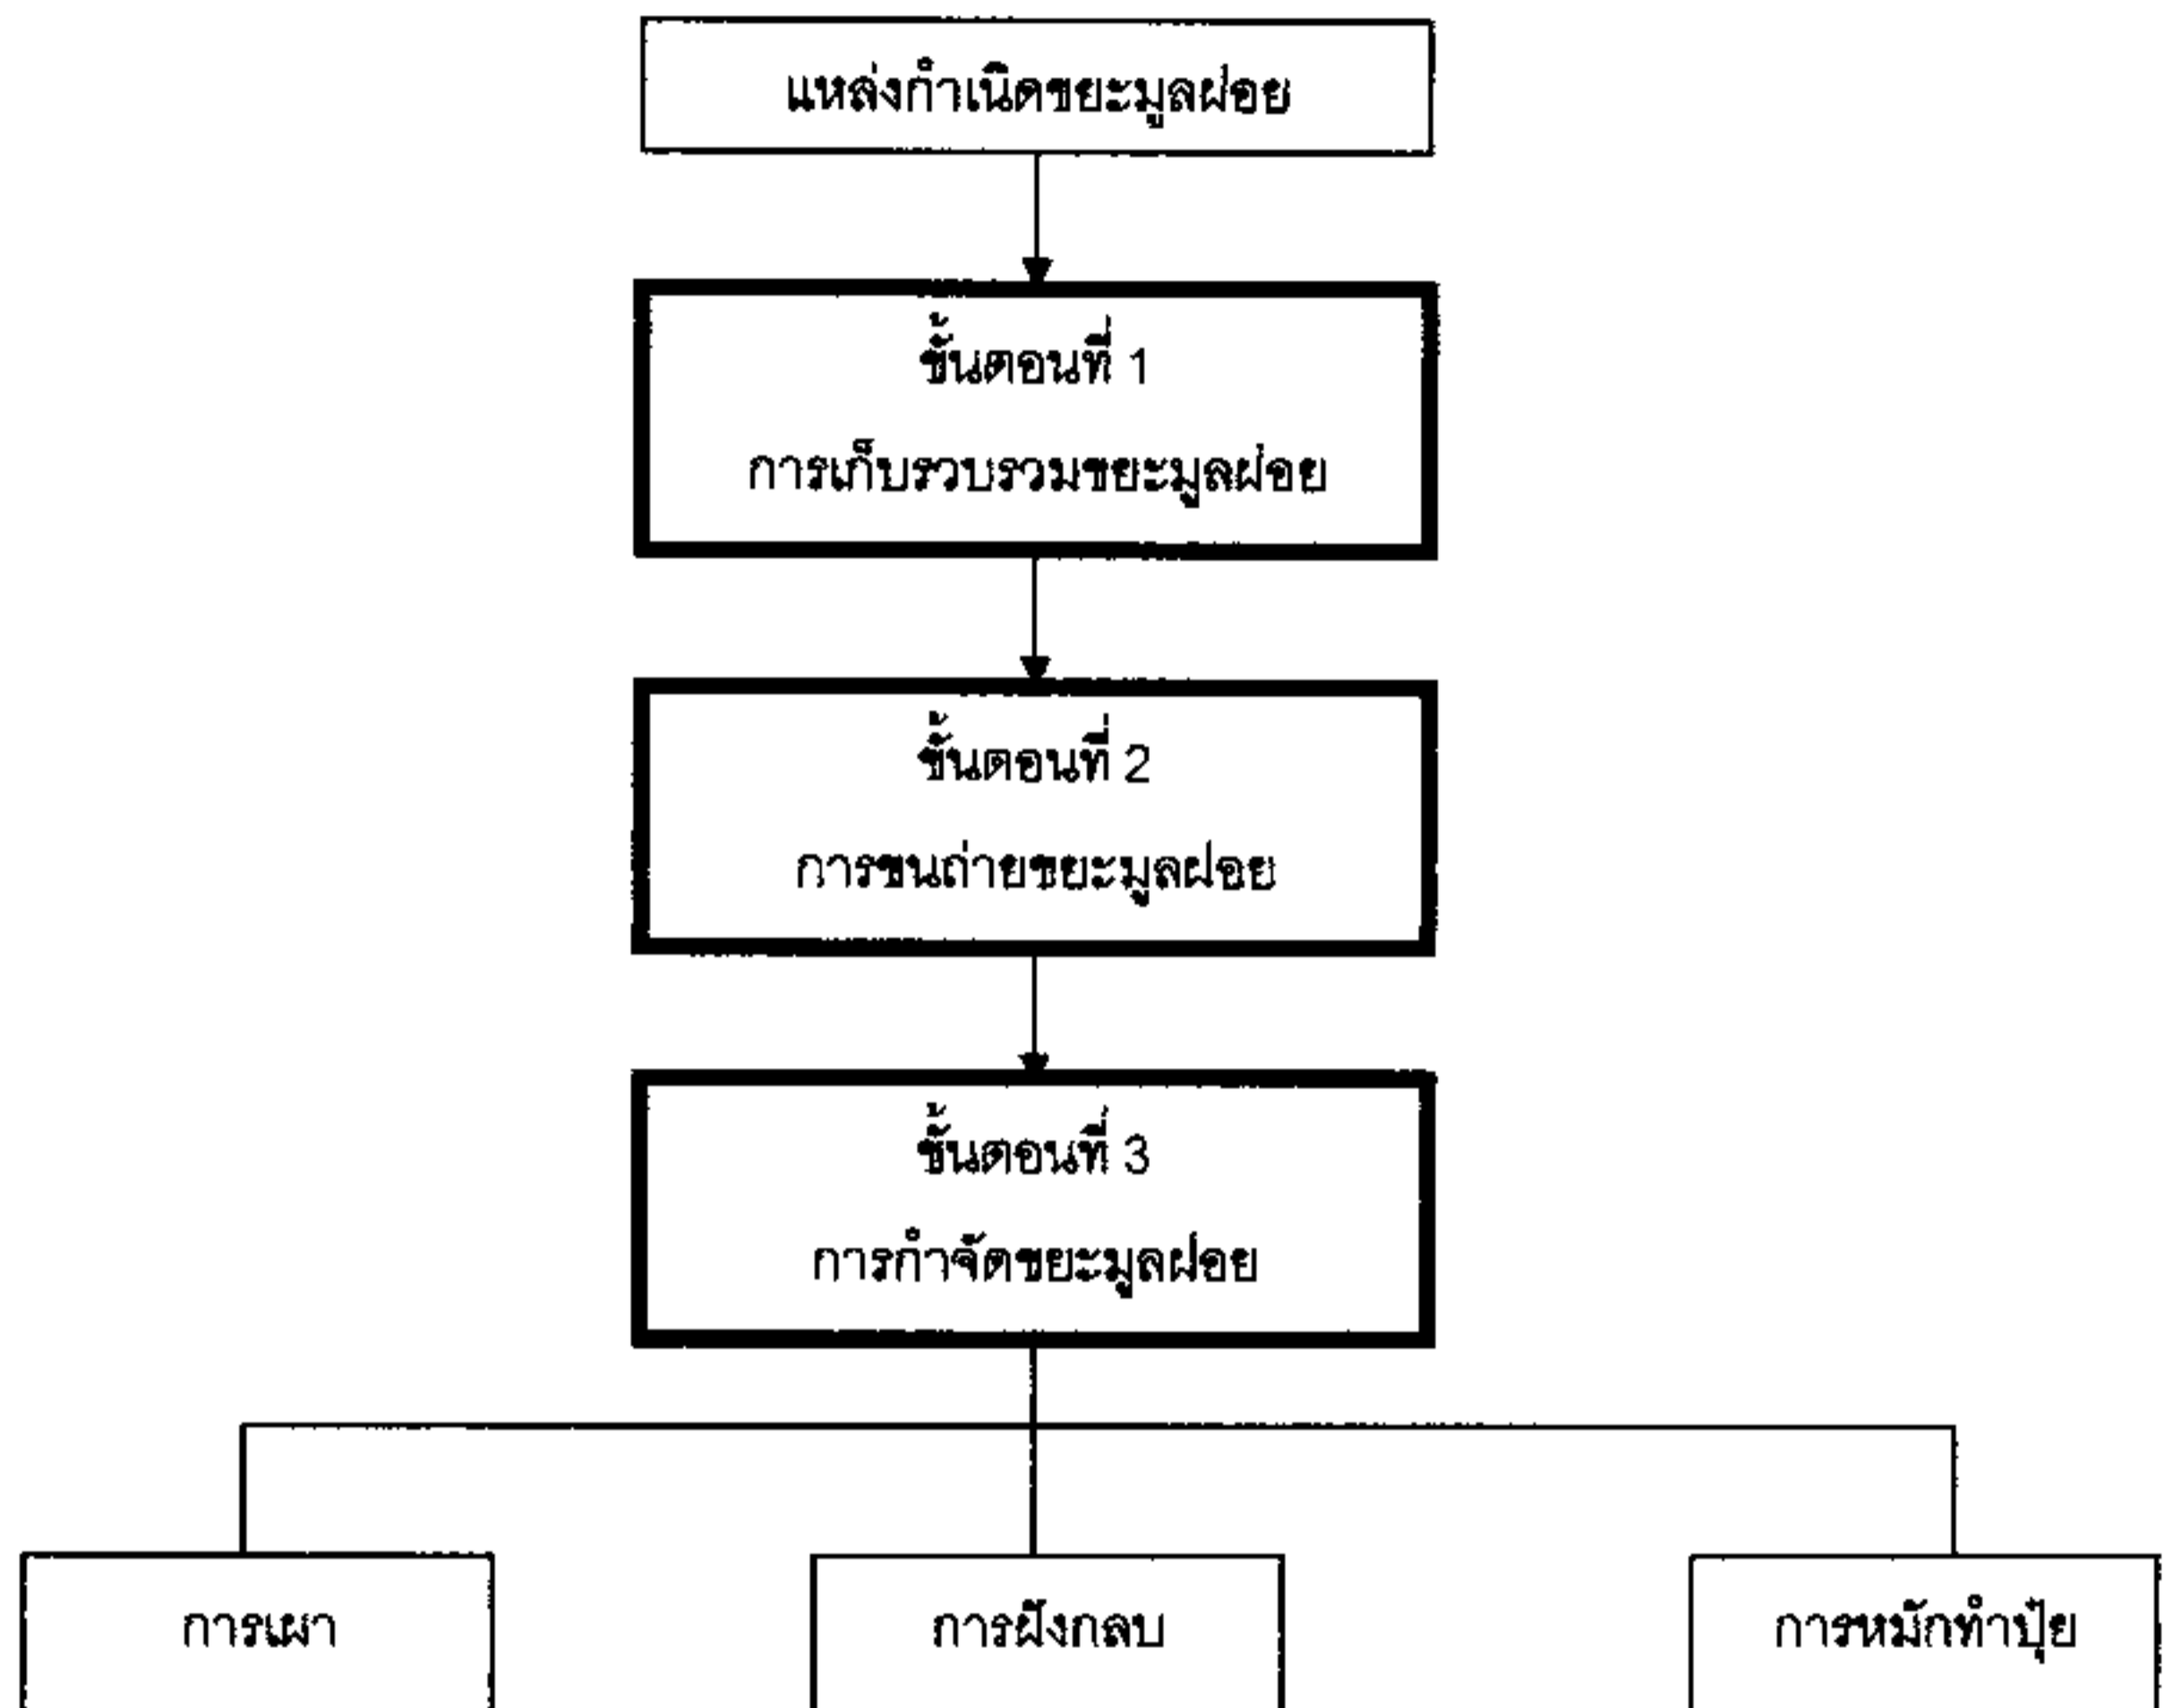 แหล่งกำเนิดขยะมูลฝอย
ขั้นตอนที่ 1
การเก็บรวบรวมขยะมูลฝอย
ขั้นตอนที่ 2
การขนถ่ายขยะมูลฝอย
ขั้นตอนที่ 3
การกำจัดขยะมูลฝอย
การเผา
การฝังกลบ
การหมักทำปุ๋ย